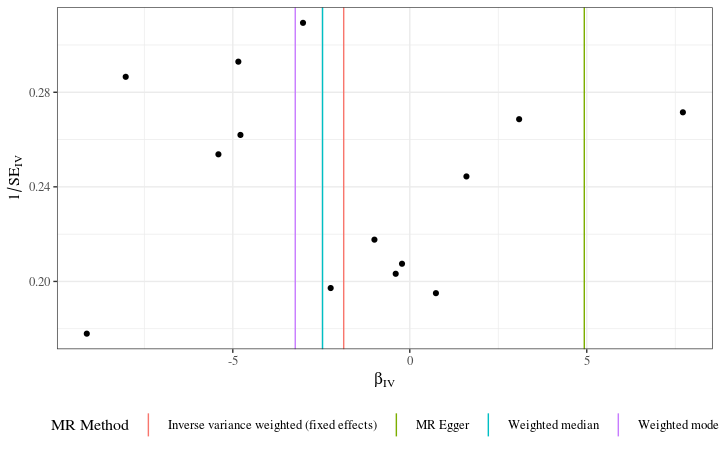 0.28
0.24
0.20
1/SE_IV
-5 0 5
β_IV
MR Method Inverse variance weighted (fixed effects) MR Egger Weighted median Weighted mode